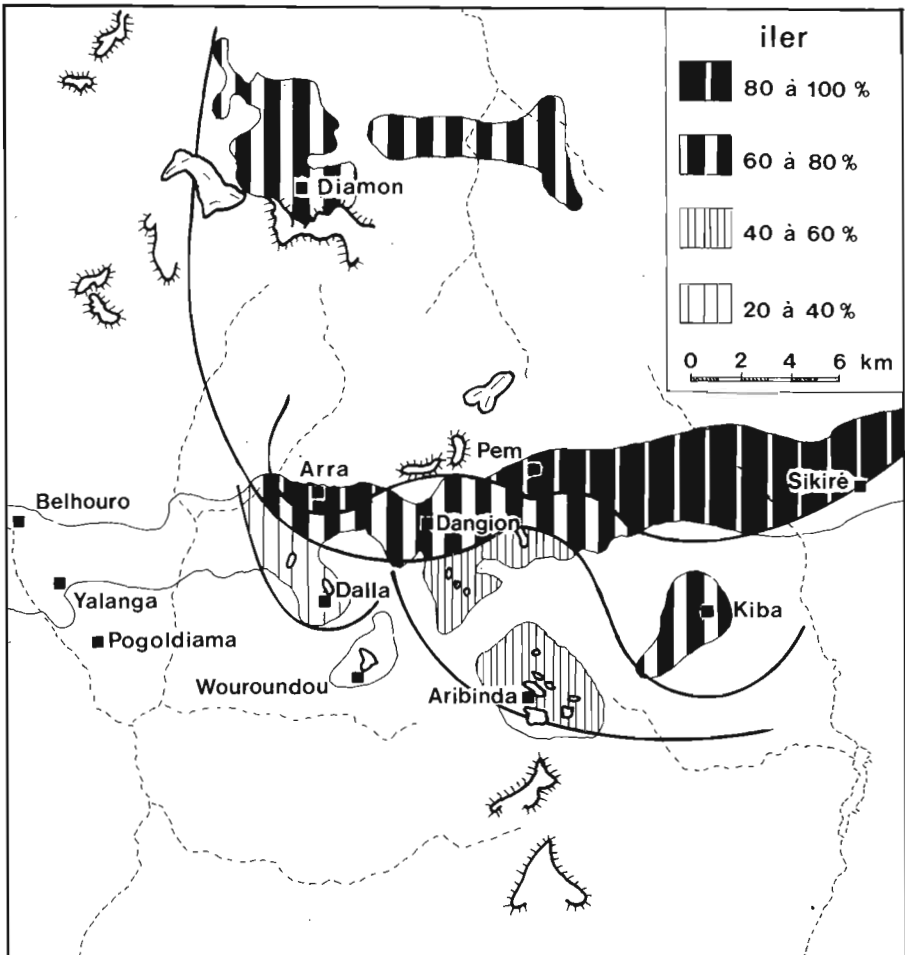 iler
80 à 100 %
60 à 80%
40 à 60 %
20 à 40%
0 2 4 6 km
Diamon
Pem
Arra
Sikiré
Belhouro
Dangion
Dalla
Yalanga
Kiba
Pogoldiama
Wouroundou
Aribinda